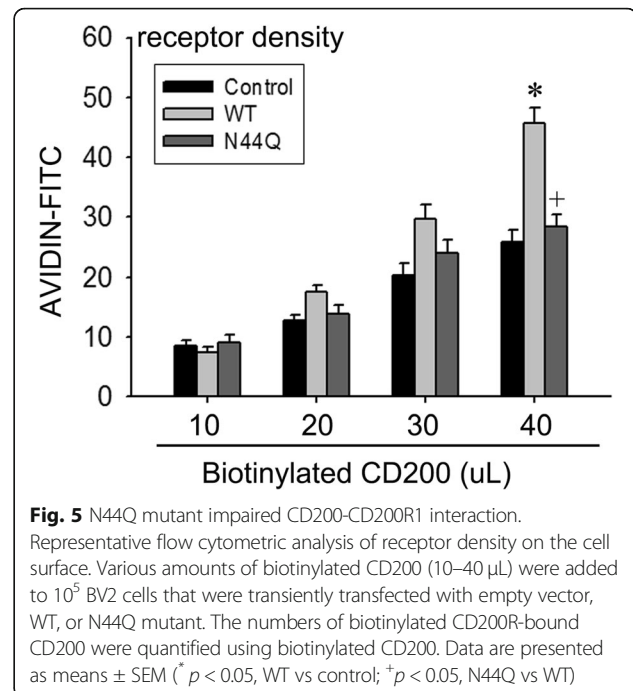 receptor density
60
50
40
30
20
10
0
AVIDIN-FITC
Control
WT
N44Q
*
+
10 20 30 40
Biotinylated CD200 (uL)
Fig. 5 N44Q mutant impaired CD200-CD200R1 interaction.
Representative flow cytometric analysis of receptor density on the cell
surface. Various amounts of biotinylated CD200 (10–40 μL) were added
to 10⁵ BV2 cells that were transiently transfected with empty vector,
WT, or N44Q mutant. The numbers of biotinylated CD200R-bound
CD200 were quantified using biotinylated CD200. Data are presented
as means ± SEM (* p < 0.05, WT vs control; ⁺p < 0.05, N44Q vs WT)